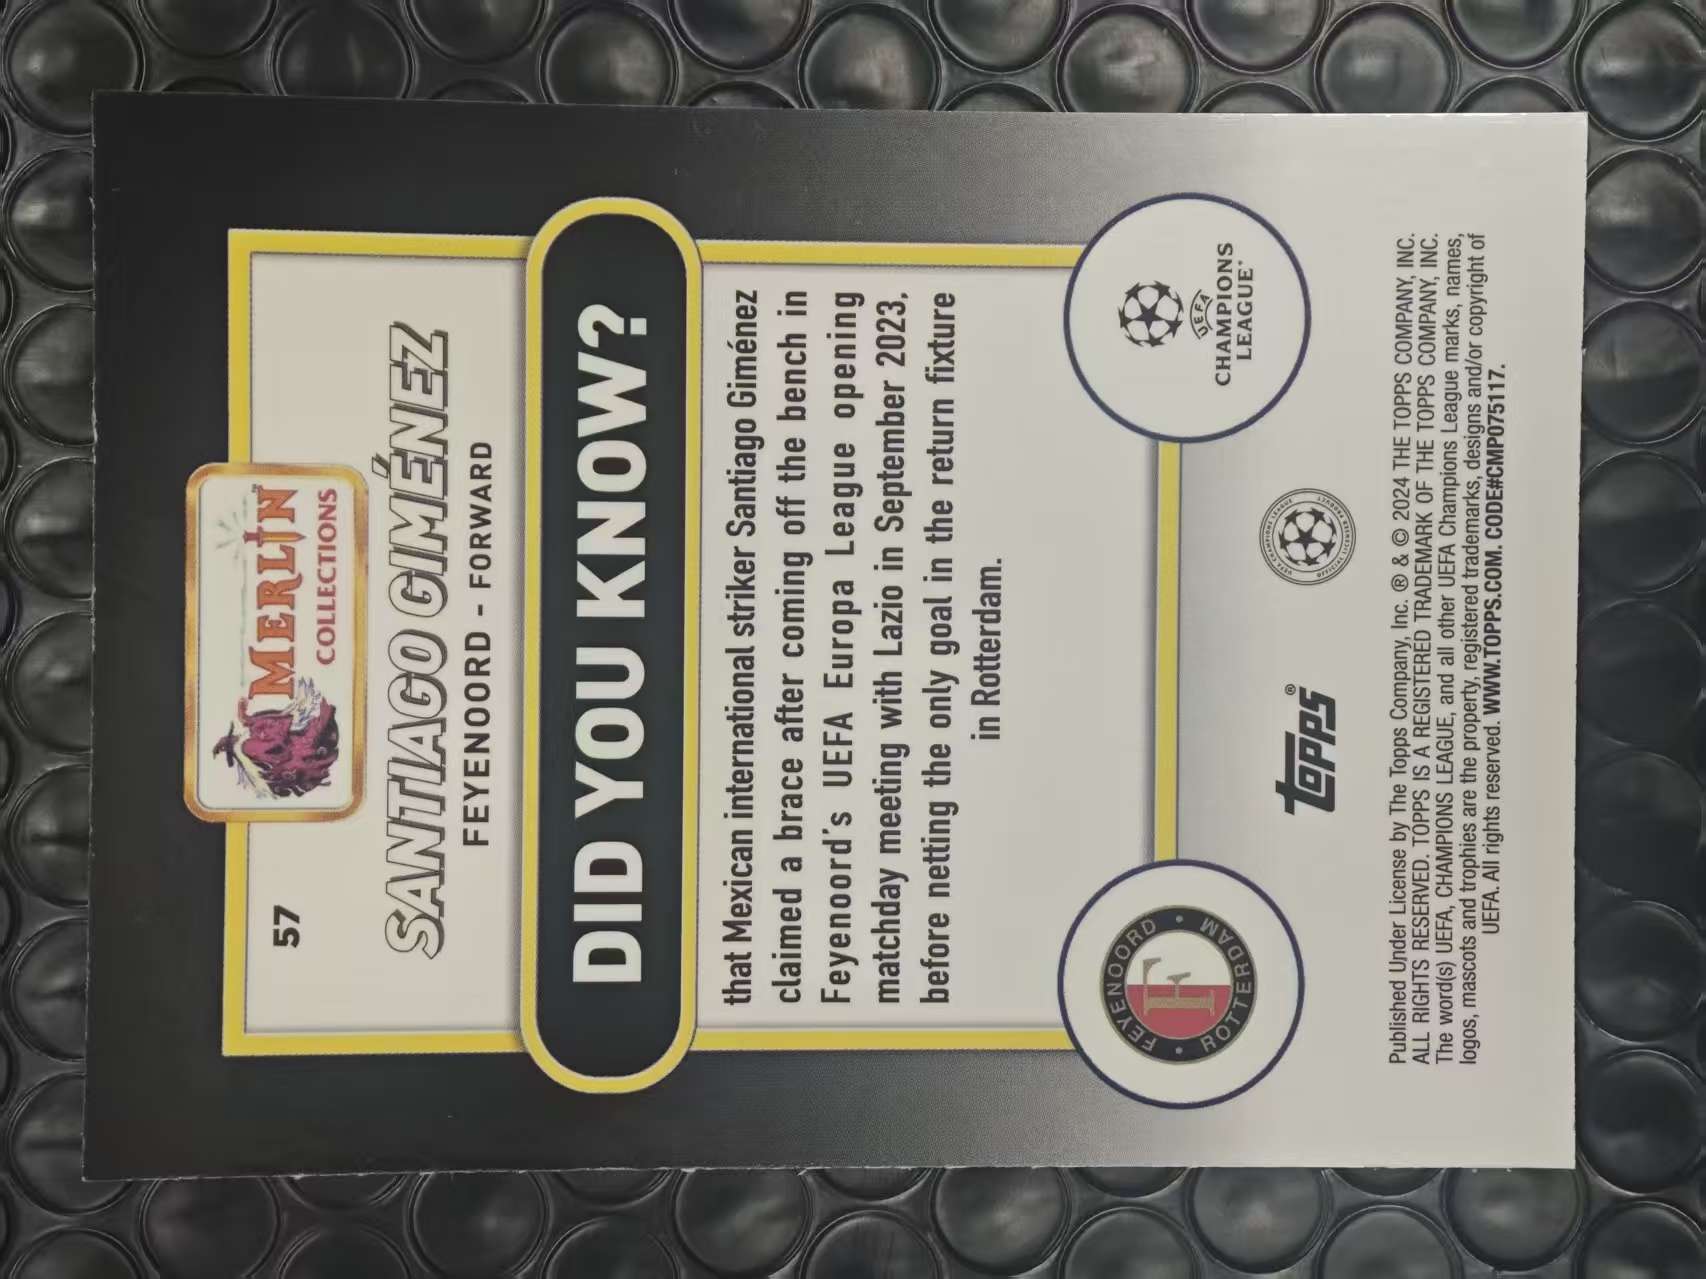 57
MERLIN™
COLLECTIONS
SANTIAGO GIMÉNEZ
FEYENOORD - FORWARD
DID YOU KNOW?
that Mexican international striker Santiago Giménez
claimed a brace after coming off the bench in
Feyenoord's UEFA Europa League opening
matchday meeting with Lazio in September 2023,
before netting the only goal in the return fixture
in Rotterdam.
FEYENOORD • ROTTERDAM •
F
UEFA
CHAMPIONS
LEAGUE
topps®
Published Under License by The Topps Company, Inc. ® & © 2024 THE TOPPS COMPANY, INC.
ALL RIGHTS RESERVED. TOPPS IS A REGISTERED TRADEMARK OF THE TOPPS COMPANY, INC.
The word(s) UEFA, CHAMPIONS LEAGUE, and all other UEFA Champions League marks, names,
logos, mascots and trophies are the property, registered trademarks, designs and/or copyright of
UEFA. All rights reserved. WWW.TOPPS.COM. CODE#CMP075117.